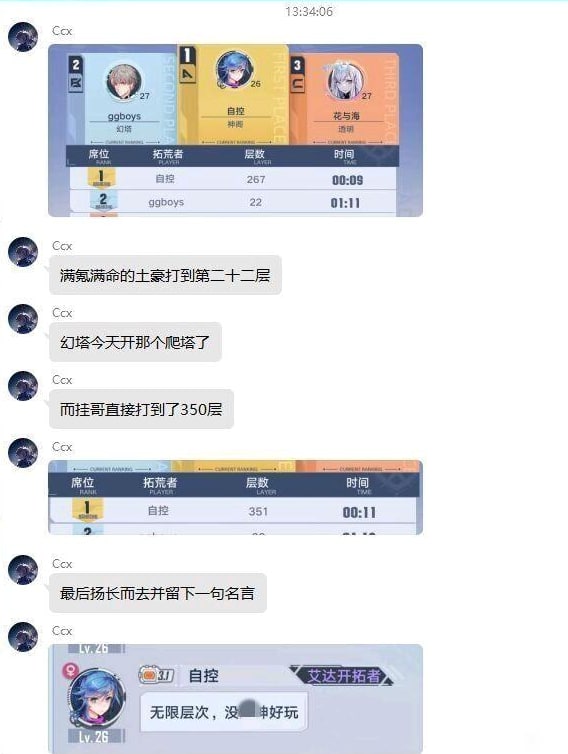 13:34:06
Ccx
2
SECOND PLA
27
ggboys
幻塔
CURRENT RANKING
1
FIRST PLACE
26
自控
神阁
CURRENT RANKING
3
THIRD PLACE
27
花与海
透明
CURRENT RANKING
席位 拓荒者 层数 时间
RANK PLAYER LAYER TIME
1 自控 267 00:09
2 ggboys 22 01:11
Ccx
满氪满命的土豪打到第二十二层
Ccx
幻塔今天开那个爬塔了
Ccx
而挂哥直接打到了350层
Ccx
CURRENT RANKING CURRENT RANKING CURRENT RANKING
席位 拓荒者 层数 时间
RANK PLAYER LAYER TIME
1 自控 351 00:11
2
Ccx
最后扬长而去并留下一句名言
Ccx
Lv.26
3.1 自控 艾达开拓者
无限层次，没 神好玩
Lv.26